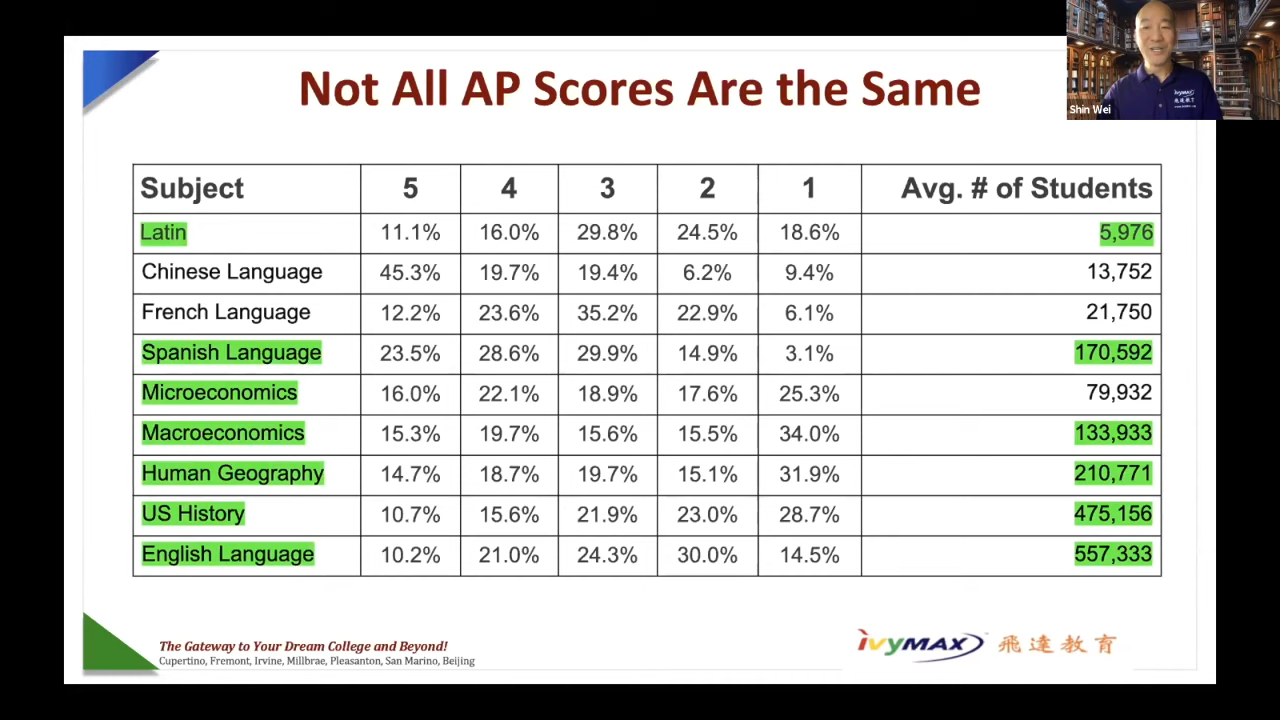 Not All AP Scores Are the Same
Shin Wei
ivyMAX
飛達教育
Subject 5 4 3 2 1 Avg. # of Students
Latin 11.1% 16.0% 29.8% 24.5% 18.6% 5,976
Chinese Language 45.3% 19.7% 19.4% 6.2% 9.4% 13,752
French Language 12.2% 23.6% 35.2% 22.9% 6.1% 21,750
Spanish Language 23.5% 28.6% 29.9% 14.9% 3.1% 170,592
Microeconomics 16.0% 22.1% 18.9% 17.6% 25.3% 79,932
Macroeconomics 15.3% 19.7% 15.6% 15.5% 34.0% 133,933
Human Geography 14.7% 18.7% 19.7% 15.1% 31.9% 210,771
US History 10.7% 15.6% 21.9% 23.0% 28.7% 475,156
English Language 10.2% 21.0% 24.3% 30.0% 14.5% 557,333
The Gateway to Your Dream College and Beyond!
Cupertino, Fremont, Irvine, Millbrae, Pleasanton, San Marino, Beijing
ivyMAX 飛達教育